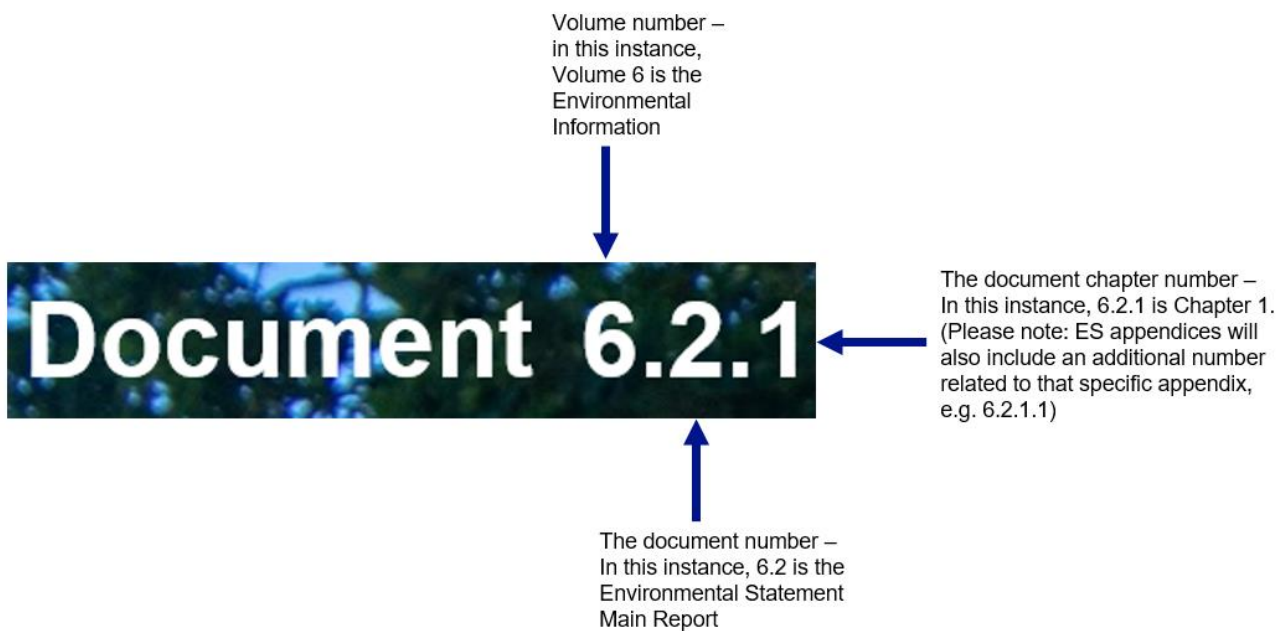 Volume number –
in this instance,
Volume 6 is the
Environmental
Information
Document 6.2.1
The document chapter number –
In this instance, 6.2.1 is Chapter 1.
(Please note: ES appendices will
also include an additional number
related to that specific appendix,
e.g. 6.2.1.1)
The document number –
In this instance, 6.2 is the
Environmental Statement
Main Report